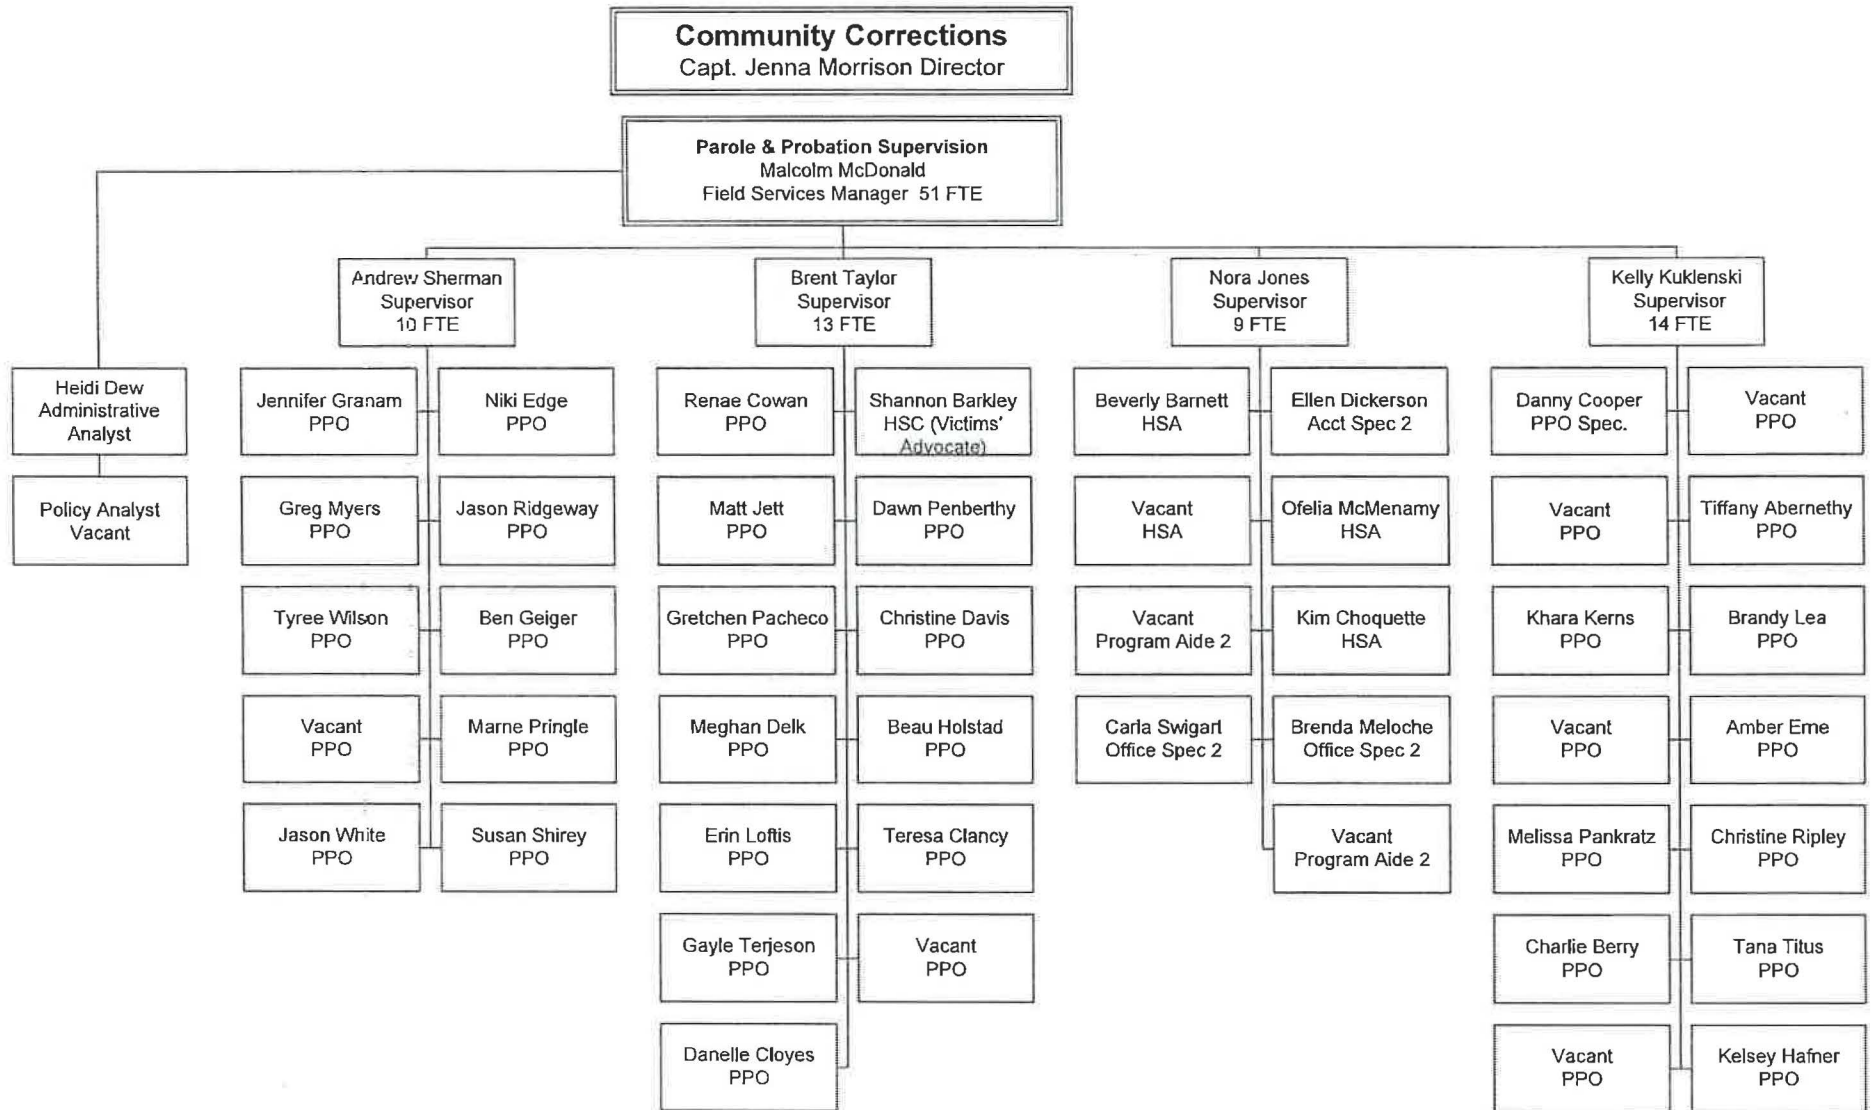 Community Corrections
Capt. Jenna Morrison Director
Parole & Probation Supervision
Malcolm McDonald
Field Services Manager 51 FTE
Andrew Sherman
Supervisor
10 FTE
Brent Taylor
Supervisor
13 FTE
Nora Jones
Supervisor
9 FTE
Kelly Kuklenski
Supervisor
14 FTE
Heidi Dew
Administrative
Analyst
Policy Analyst
Vacant
Jennifer Granam
PPO
Niki Edge
PPO
Greg Myers
PPO
Jason Ridgeway
PPO
Tyree Wilson
PPO
Ben Geiger
PPO
Vacant
PPO
Marne Pringle
PPO
Jason White
PPO
Susan Shirey
PPO
Renae Cowan
PPO
Shannon Barkley
HSC (Victims'
Advocate)
Matt Jett
PPO
Dawn Penberthy
PPO
Gretchen Pacheco
PPO
Christine Davis
PPO
Meghan Delk
PPO
Beau Holstad
PPO
Erin Loftis
PPO
Teresa Clancy
PPO
Gayle Terjeson
PPO
Vacant
PPO
Danelle Cloyes
PPO
Beverly Barnett
HSA
Ellen Dickerson
Acct Spec 2
Vacant
HSA
Ofelia McMenamy
HSA
Vacant
Program Aide 2
Kim Choquette
HSA
Carla Swigart
Office Spec 2
Brenda Meloche
Office Spec 2
Vacant
Program Aide 2
Danny Cooper
PPO Spec.
Vacant
PPO
Vacant
PPO
Tiffany Abernethy
PPO
Khara Kerns
PPO
Brandy Lea
PPO
Vacant
PPO
Amber Eme
PPO
Melissa Pankratz
PPO
Christine Ripley
PPO
Charlie Berry
PPO
Tana Titus
PPO
Vacant
PPO
Kelsey Hafner
PPO